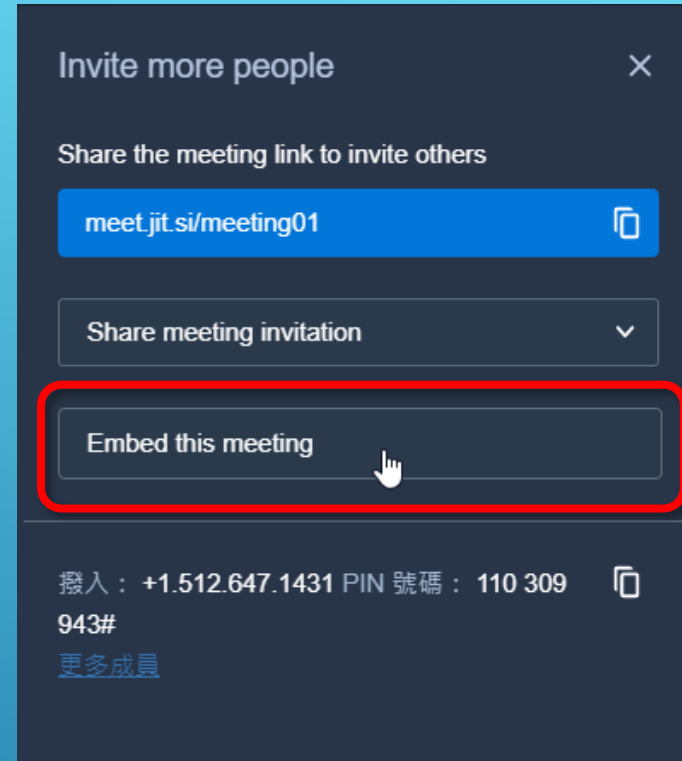 Invite more people
Share the meeting link to invite others
meet.jit.si/meeting01
Share meeting invitation
Embed this meeting
撥入： +1.512.647.1431 PIN 號碼： 110 309
943#
更多成員